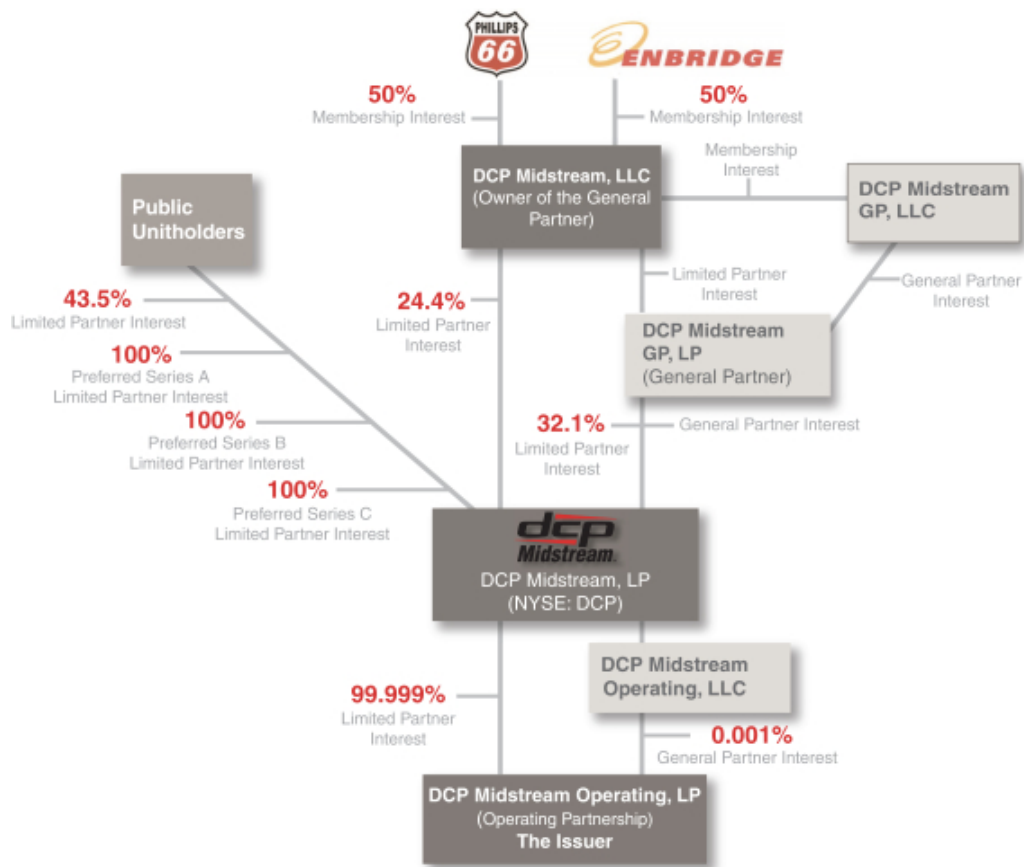 PHILLIPS
66
ENBRIDGE
50%
Membership Interest
50%
Membership Interest
Membership
Interest
DCP Midstream, LLC
(Owner of the General
Partner)
DCP Midstream
GP, LLC
Public
Unitholders
43.5%
Limited Partner Interest
24.4%
Limited Partner
Interest
Limited Partner
Interest
General Partner
Interest
DCP Midstream
GP, LP
(General Partner)
100%
Preferred Series A
Limited Partner Interest
100%
Preferred Series B
Limited Partner Interest
32.1%
Limited Partner
Interest
General Partner Interest
100%
Preferred Series C
Limited Partner Interest
dcp
Midstream.
DCP Midstream, LP
(NYSE: DCP)
DCP Midstream
Operating, LLC
99.999%
Limited Partner
Interest
0.001%
General Partner Interest
DCP Midstream Operating, LP
(Operating Partnership)
The Issuer